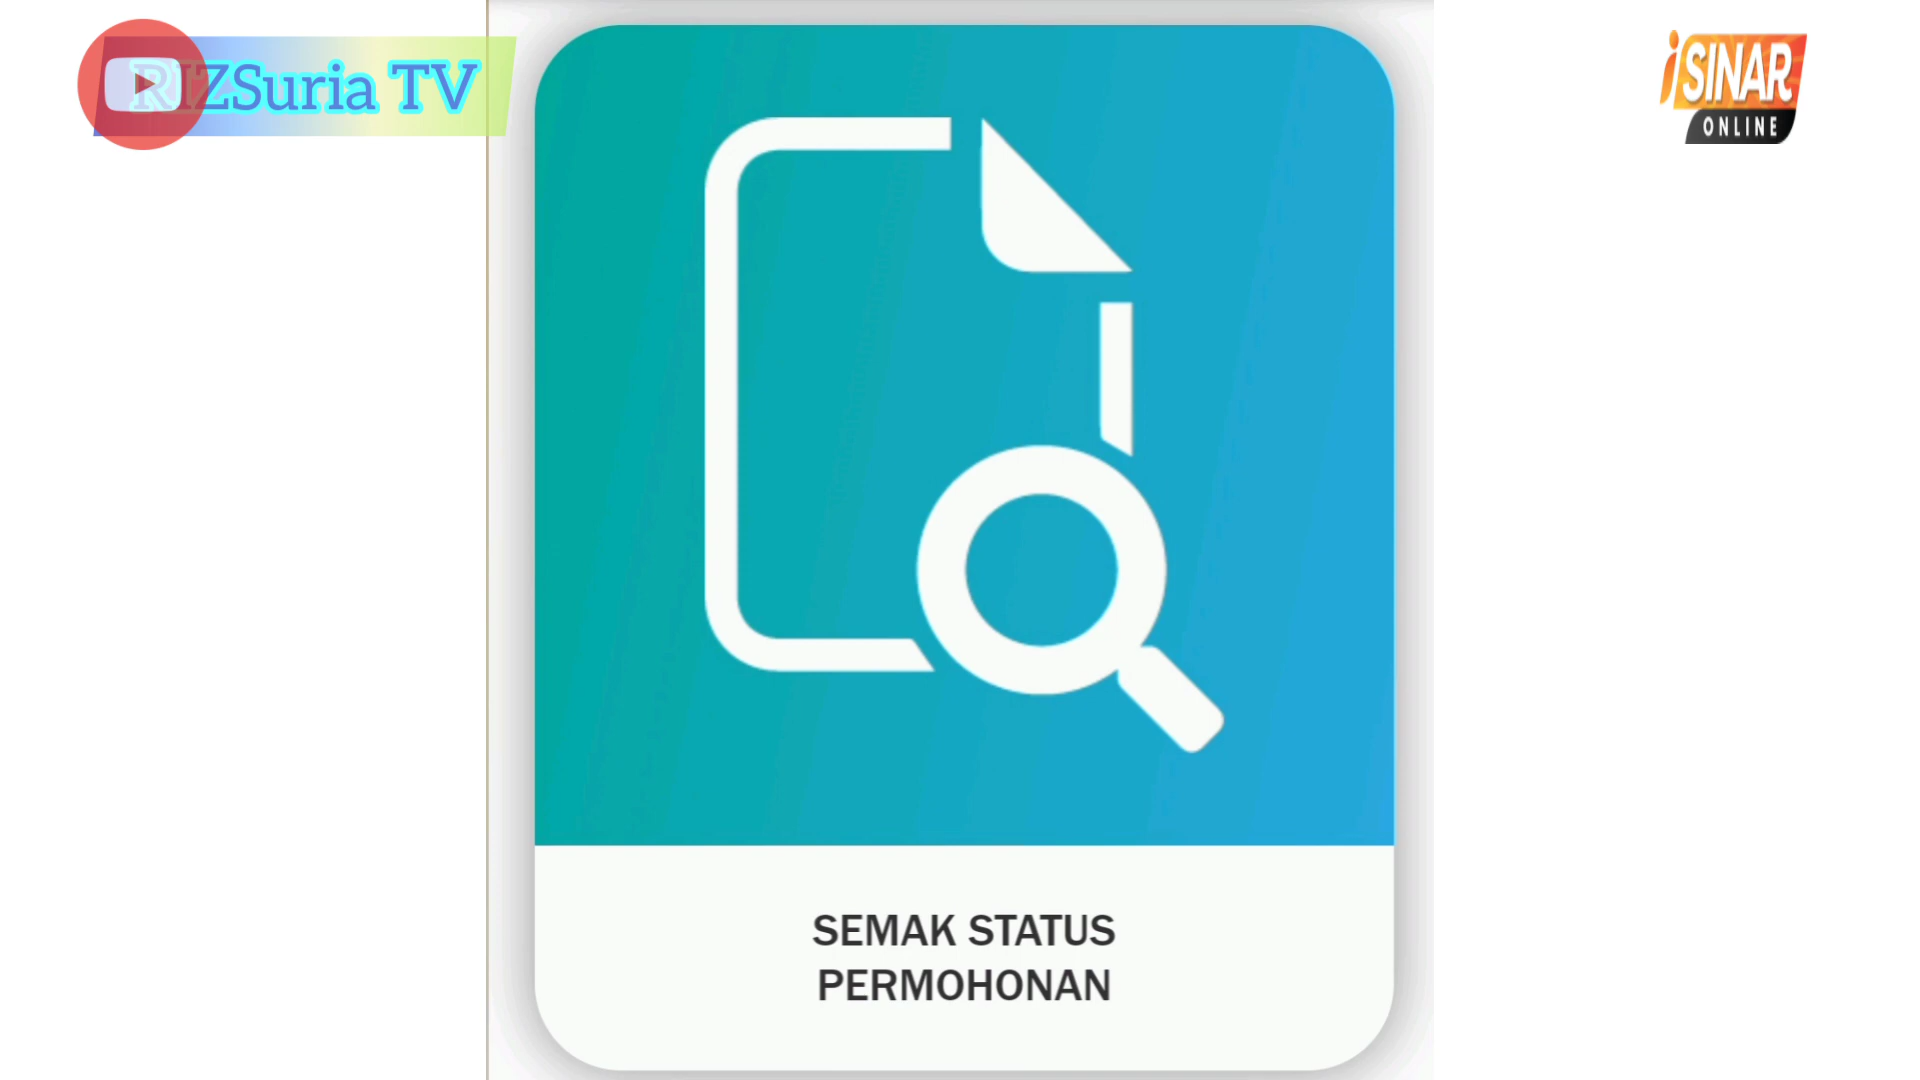 RIZSuria TV
iSINAR
ONLINE
SEMAK STATUS
PERMOHONAN